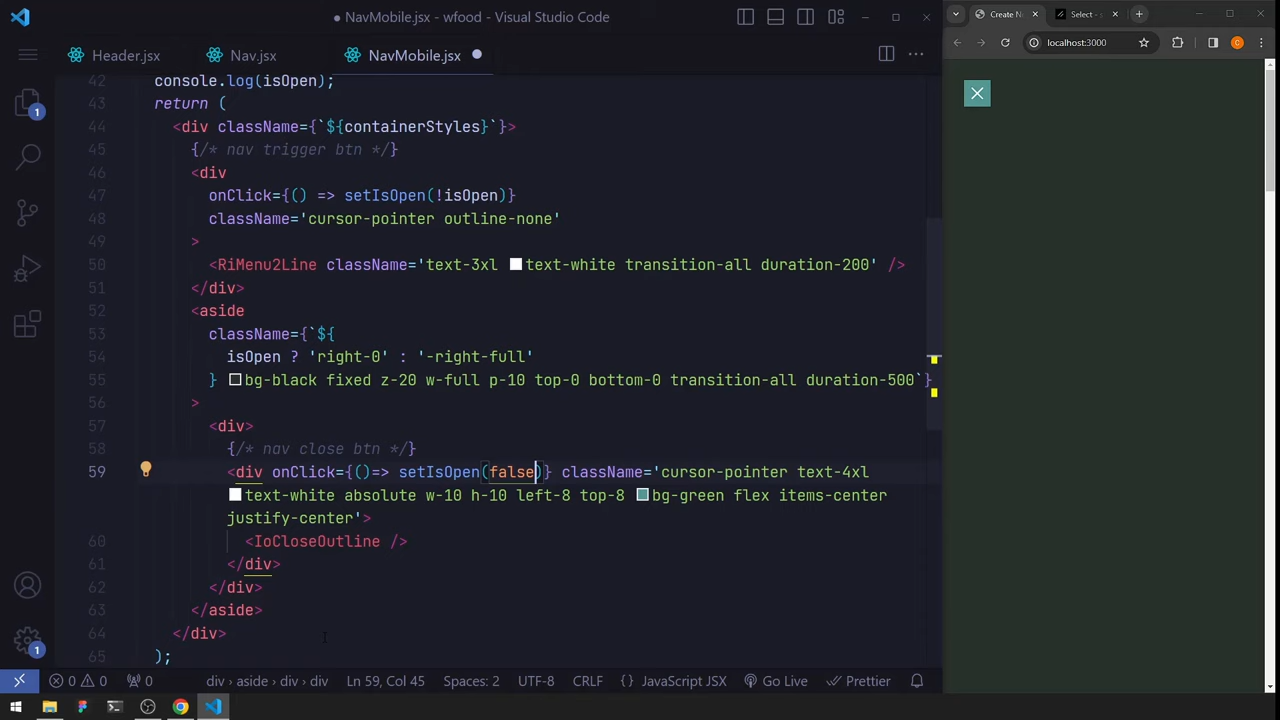 NavMobile.jsx - wfood - Visual Studio Code
Create N
Select -
Header.jsx
Nav.jsx
NavMobile.jsx
localhost:3000
C
42 console.log(isOpen);
43 return (
44 <div className={`${containerStyles}`}>
45 {/* nav trigger btn */}
46 <div
47 onClick={() => setIsOpen(!isOpen)}
48 className='cursor-pointer outline-none'
49 >
50 <RiMenu2Line className='text-3xl text-white transition-all duration-200' />
51 </div>
52 <aside
53 className={`${
54 isOpen ? 'right-0' : '-right-full'
55 } bg-black fixed z-20 w-full p-10 top-0 bottom-0 transition-all duration-500`}
56 >
57 <div>
58 {/* nav close btn */}
59 <div onClick={()=> setIsOpen(false)} className='cursor-pointer text-4xl
text-white absolute w-10 h-10 left-8 top-8 bg-green flex items-center
justify-center'>
60 <IoCloseOutline />
61 </div>
62 </div>
63 </aside>
64 </div>
65 );
1
1
0 0 0 div › aside › div › div Ln 59, Col 45 Spaces: 2 UTF-8 CRLF {} JavaScript JSX Go Live Prettier